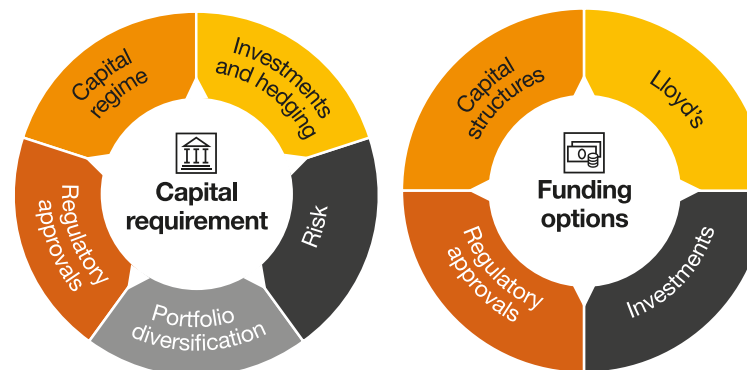 Capital
regime
Investments
and hedging
Risk
Portfolio
diversification
Regulatory
approvals
Capital
requirement
Capital
structures
Lloyd's
Investments
Regulatory
approvals
Funding
options